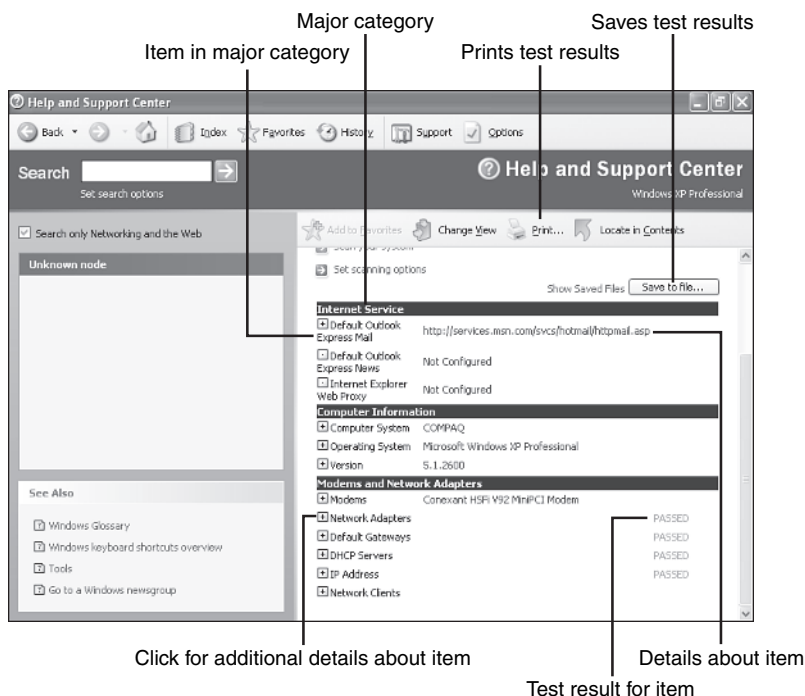 Major category
Saves test results
Item in major category
Prints test results
Help and Support Center
Back
Index
Favorites
History
Support
Options
Search
Set search options
Help and Support Center
Windows XP Professional
Search only Networking and the Web
Add to Favorites
Change View
Print...
Locate in Contents
Unknown node
Scan your system
Set scanning options
Show Saved Files
Save to file...
Internet Service
Default Outlook
Express Mail
http://services.msn.com/svcs/hotmail/httpmail.asp
Default Outlook
Express News
Not Configured
Internet Explorer
Web Proxy
Not Configured
Computer Information
Computer System COMPAQ
Operating System Microsoft Windows XP Professional
Version 5.1.2600
Modems and Network Adapters
Modems Conexant HSFi V92 MiniPCI Modem
Network Adapters PASSED
Default Gateways PASSED
DHCP Servers PASSED
IP Address PASSED
Network Clients
See Also
Windows Glossary
Windows keyboard shortcuts overview
Tools
Go to a Windows newsgroup
Click for additional details about item
Details about item
Test result for item